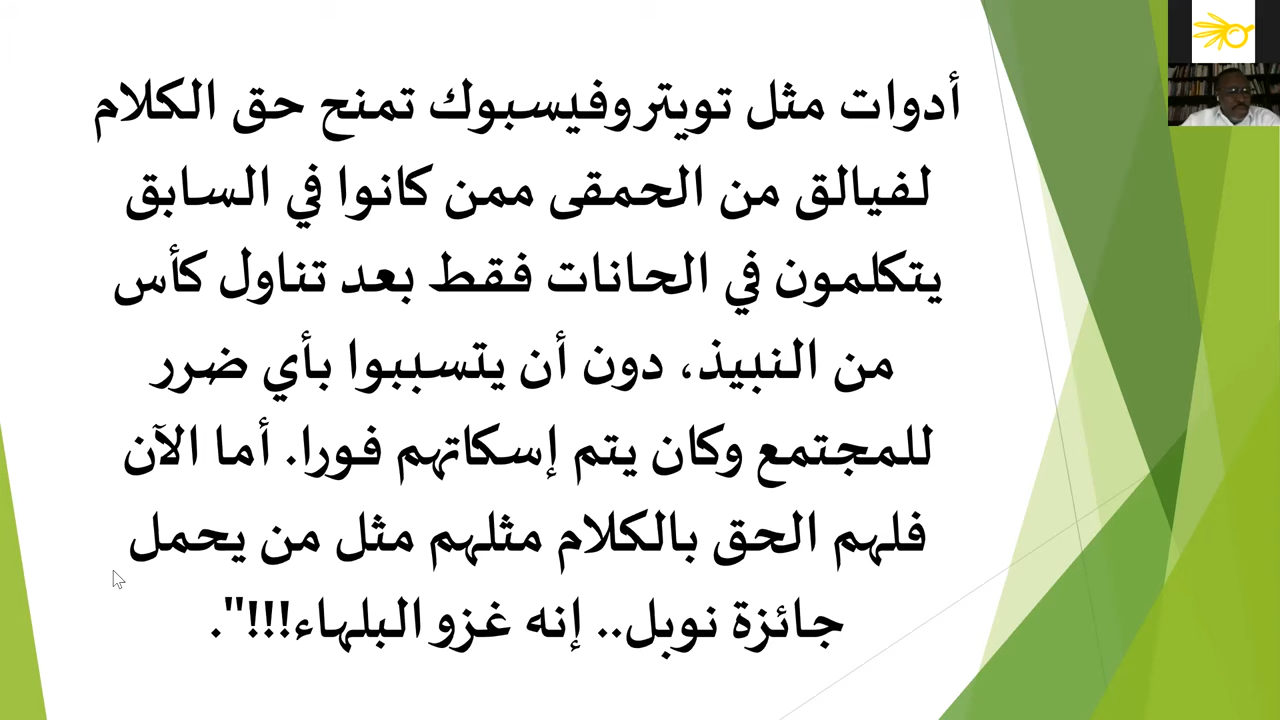 أدوات مثل تويتر وفيسبوك تمنح حق الكلام
لفيالق من الحمقى ممن كانوا في السابق
يتكلمون في الحانات فقط بعد تناول كأس
من النبيذ، دون أن يتسببوا بأي ضرر
للمجتمع وكان يتم إسكاتهم فورا. أما الآن
فلهم الحق بالكلام مثلهم مثل من يحمل
جائزة نوبل.. إنه غزو البلهاء!!!".